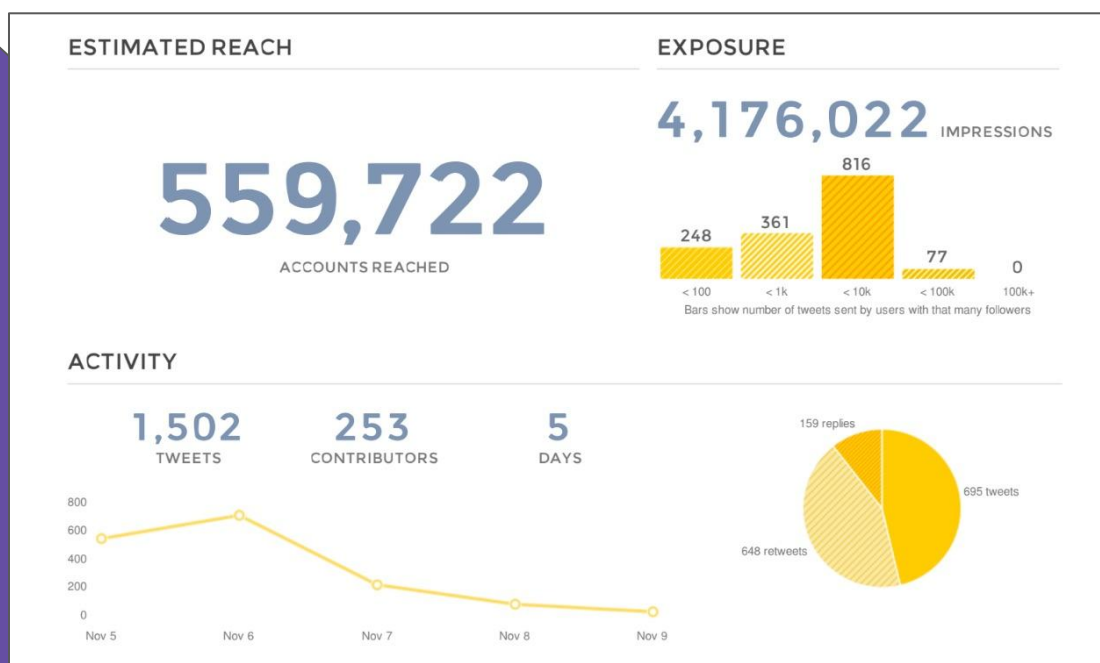 ESTIMATED REACH
559,722
ACCOUNTS REACHED
EXPOSURE
4,176,022 IMPRESSIONS
248 361 816 77 0
< 100 < 1k < 10k < 100k 100k+
Bars show number of tweets sent by users with that many followers
ACTIVITY
1,502 253 5
TWEETS CONTRIBUTORS DAYS
800
600
400
200
0
Nov 5 Nov 6 Nov 7 Nov 8 Nov 9
159 replies
695 tweets
648 retweets